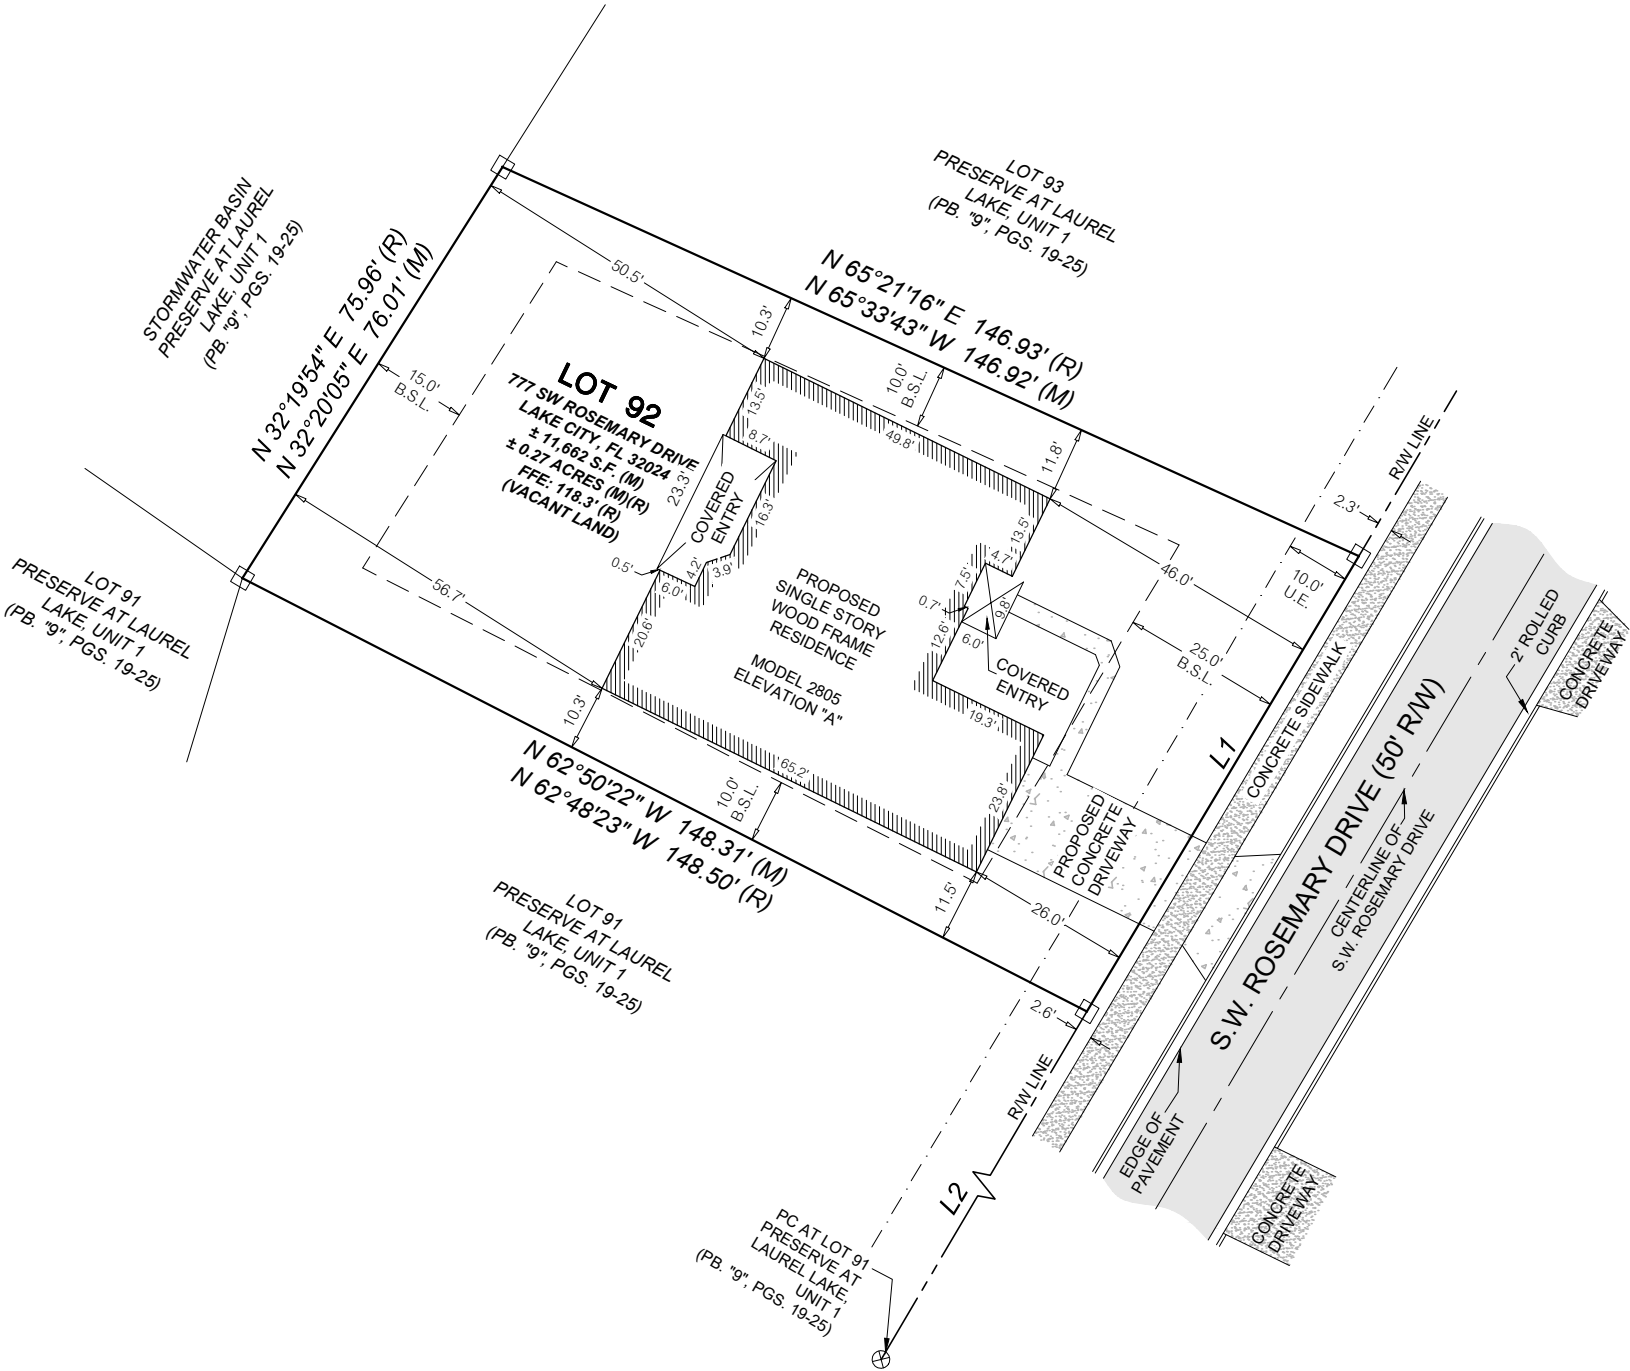 LOT 93
PRESERVE AT LAUREL
LAKE, UNIT 1
(PB. "9", PGS. 19-25)
STORMWATER BASIN
PRESERVE AT LAUREL
LAKE, UNIT 1
(PB. "9", PGS. 19-25)
N 32°19'54" E 75.96' (R)
N 32°20'05" E 76.01' (M)
N 65°21'16" E 146.93' (R)
N 65°33'43" W 146.92' (M)
50.5'
10.3'
15.0'
B.S.L.
10.0'
B.S.L.
LOT 92
777 SW ROSEMARY DRIVE
LAKE CITY, FL 32024
± 11,662 S.F. (M)
± 0.27 ACRES (M)(R)
FFE: 118.3' (R)
(VACANT LAND)
13.5'
8.7'
49.8'
11.8'
23.3'
COVERED
ENTRY
16.3'
0.5'
4.2'
3.9'
6.0'
20.6'
56.7'
10.3'
PROPOSED
SINGLE STORY
WOOD FRAME
RESIDENCE
MODEL 2805
ELEVATION "A"
13.5'
4.7'
7.5'
0.7'
9.8'
12.6'
6.0'
COVERED
ENTRY
19.3'
46.0'
10.0'
U.E.
25.0'
B.S.L.
2.3'
R/W LINE
LOT 91
PRESERVE AT LAUREL
LAKE, UNIT 1
(PB. "9", PGS. 19-25)
65.2'
23.8'
10.0'
B.S.L.
N 62°50'22" W 148.31' (M)
N 62°48'23" W 148.50' (R)
11.5'
26.0'
PROPOSED
CONCRETE
DRIVEWAY
L1
CONCRETE SIDEWALK
2' ROLLED
CURB
CONCRETE
DRIVEWAY
S.W. ROSEMARY DRIVE (50' R/W)
CENTERLINE OF
S.W. ROSEMARY DRIVE
LOT 91
PRESERVE AT LAUREL
LAKE, UNIT 1
(PB. "9", PGS. 19-25)
2.6'
R/W LINE
EDGE OF
PAVEMENT
CONCRETE
DRIVEWAY
L2
PC AT LOT 91
PRESERVE AT
LAUREL LAKE,
UNIT 1
(PB. "9", PGS. 19-25)